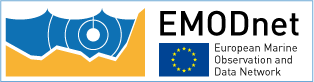 EMODnet
European Marine
Observation and
Data Network